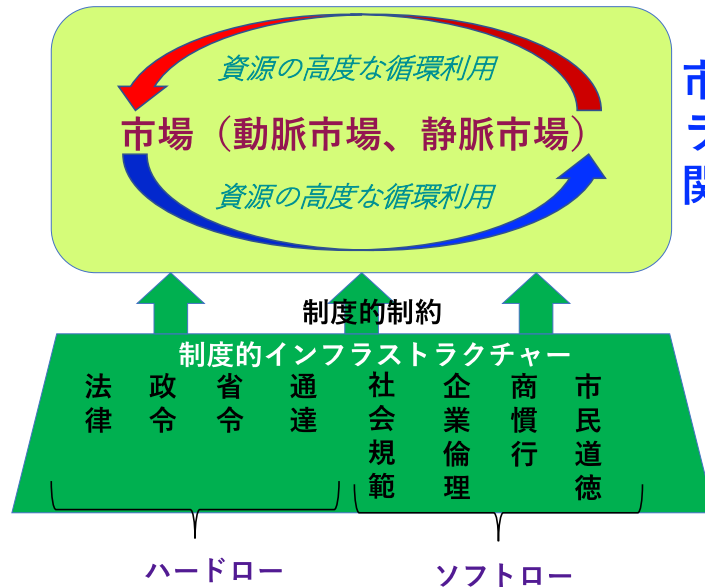 資源の高度な循環利用
市場（動脈市場、静脈市場）
資源の高度な循環利用
制度的制約
制度的インフラストラクチャー
法律
政令
省令
通達
社会規範
企業倫理
商慣行
市民道徳
ハードロー
ソフトロー